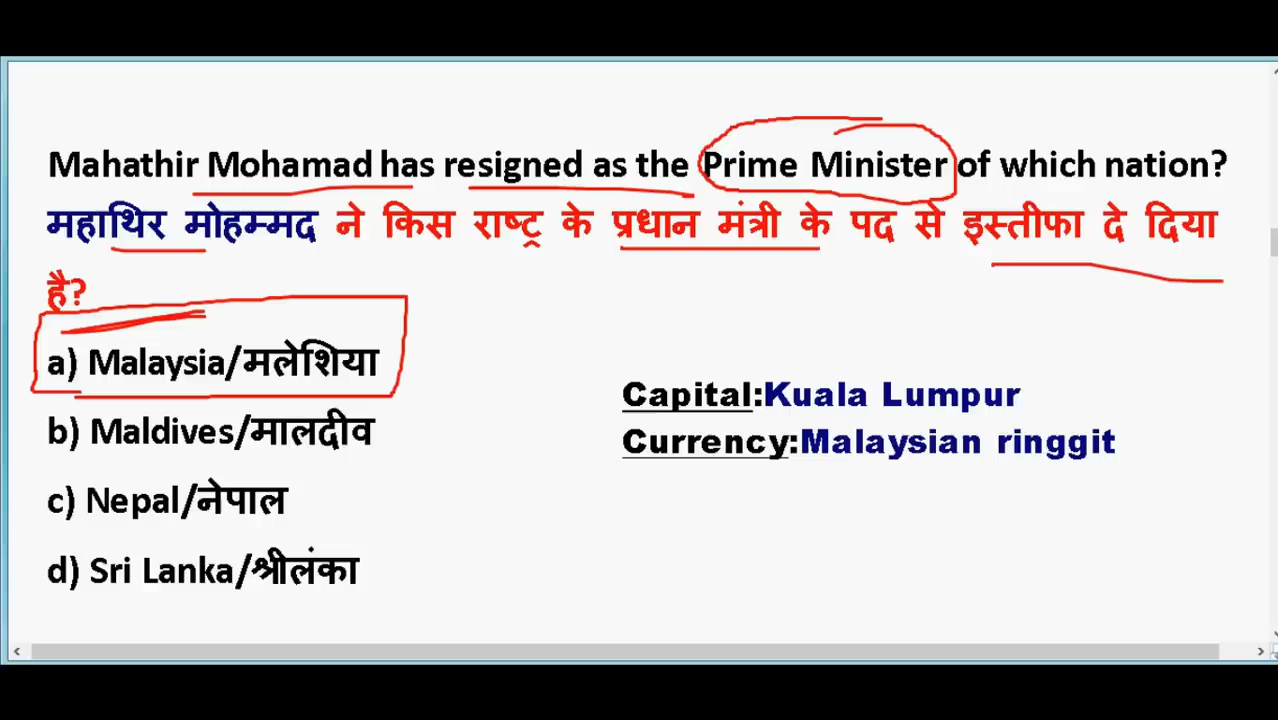 Mahathir Mohamad has resigned as the Prime Minister of which nation?
महाथिर मोहम्मद ने किस राष्ट्र के प्रधान मंत्री के पद से इस्तीफा दे दिया
है?
a) Malaysia/मलेशिया
b) Maldives/मालदीव
c) Nepal/नेपाल
d) Sri Lanka/श्रीलंका
Capital:Kuala Lumpur
Currency:Malaysian ringgit